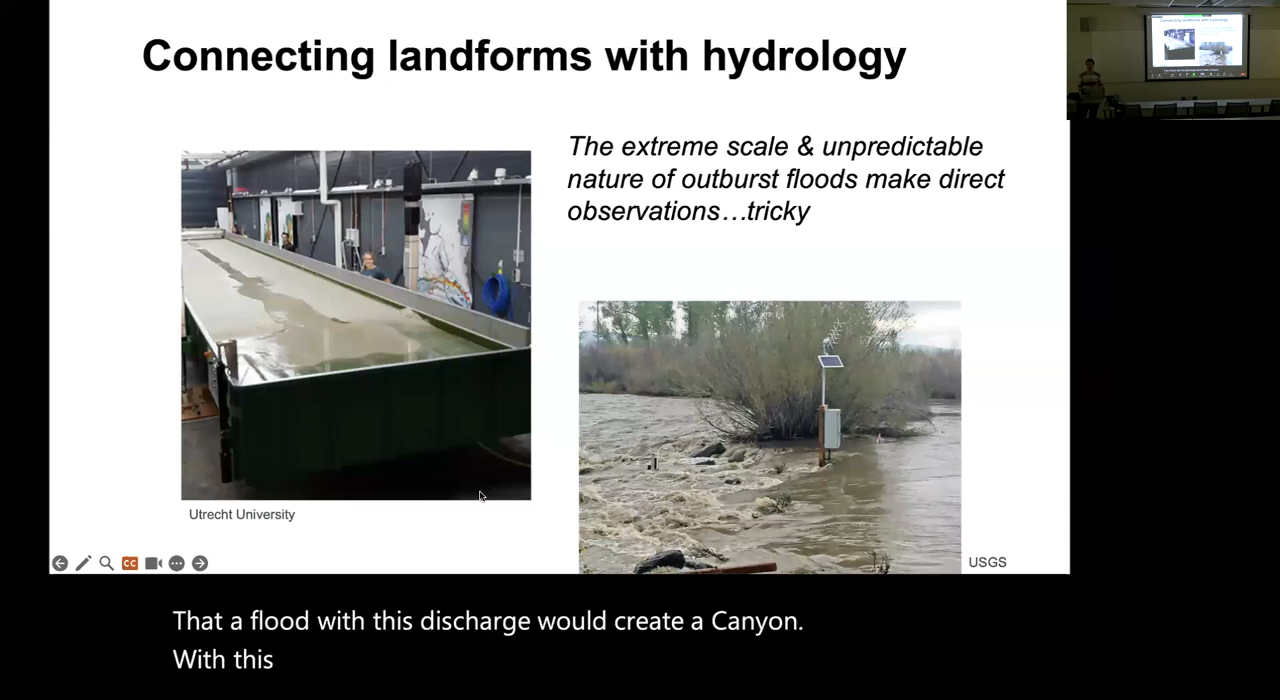 Connecting landforms with hydrology
The extreme scale & unpredictable
nature of outburst floods make direct
observations…tricky
Utrecht University
USGS
CC
That a flood with this discharge would create a Canyon.
With this